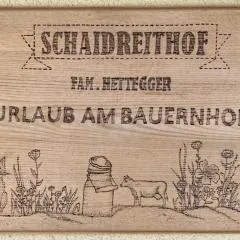 SCHAIDREITHOF
FAM. HETTEGGER
URLAUB AM BAUERNHO